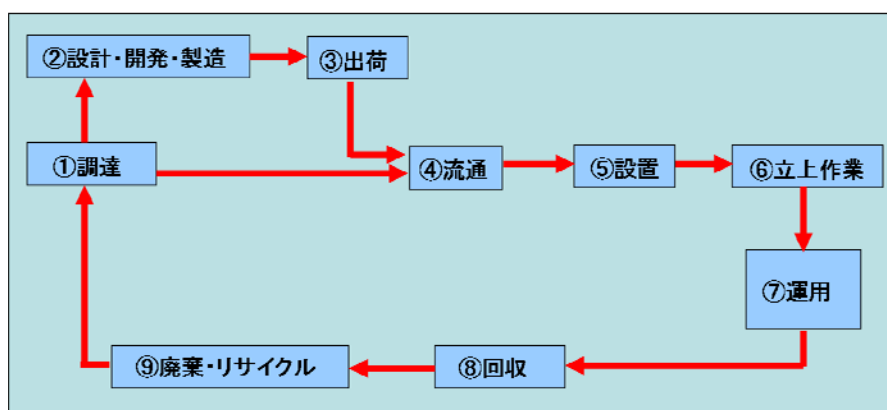 ②設計・開発・製造
③出荷
①調達
④流通
⑤設置
⑥立上作業
⑦運用
⑨廃棄・リサイクル
⑧回収